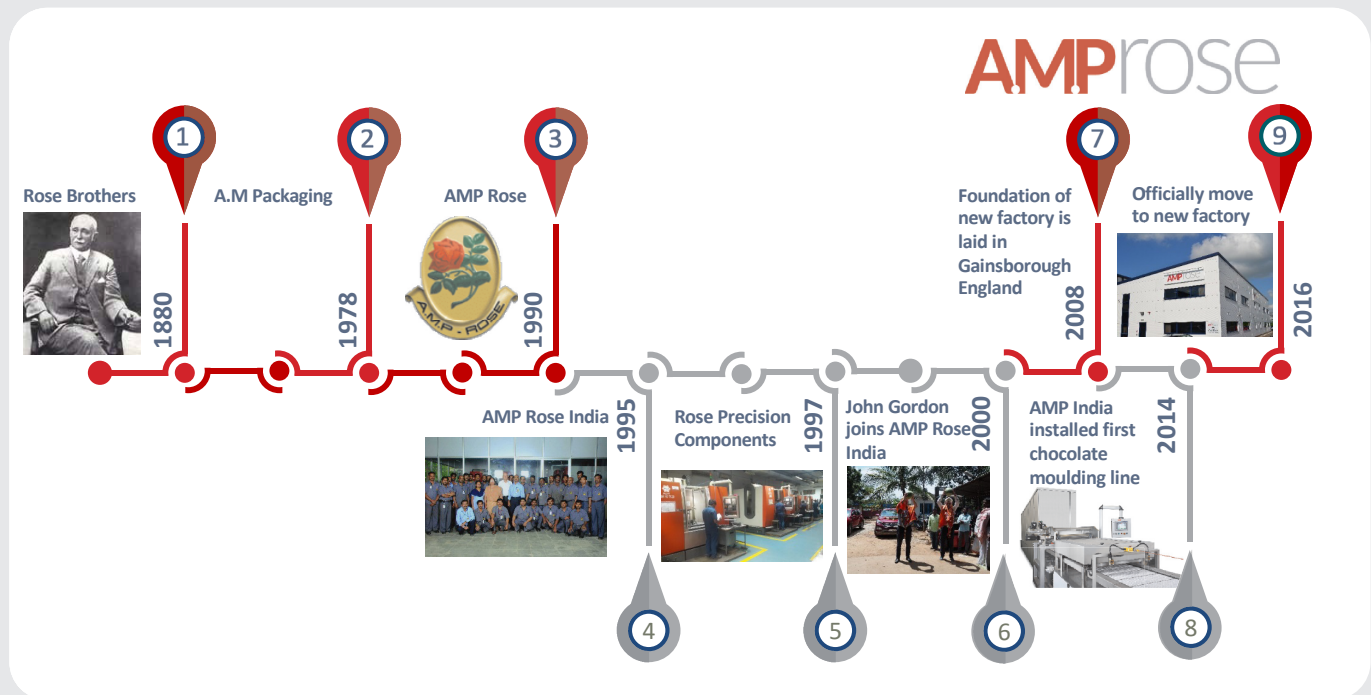 AMProse
1
2
3
7
9
Rose Brothers
A.M Packaging
AMP Rose
A.M.P - ROSE
Foundation of
new factory is
laid in
Gainsborough
England
Officially move
to new factory
AMProse
1880
1978
1990
2008
2016
AMP Rose India
1995
Rose Precision
Components
1997
John Gordon
joins AMP Rose
India
2000
AMP India
installed first
chocolate
moulding line
2014
4
5
6
8